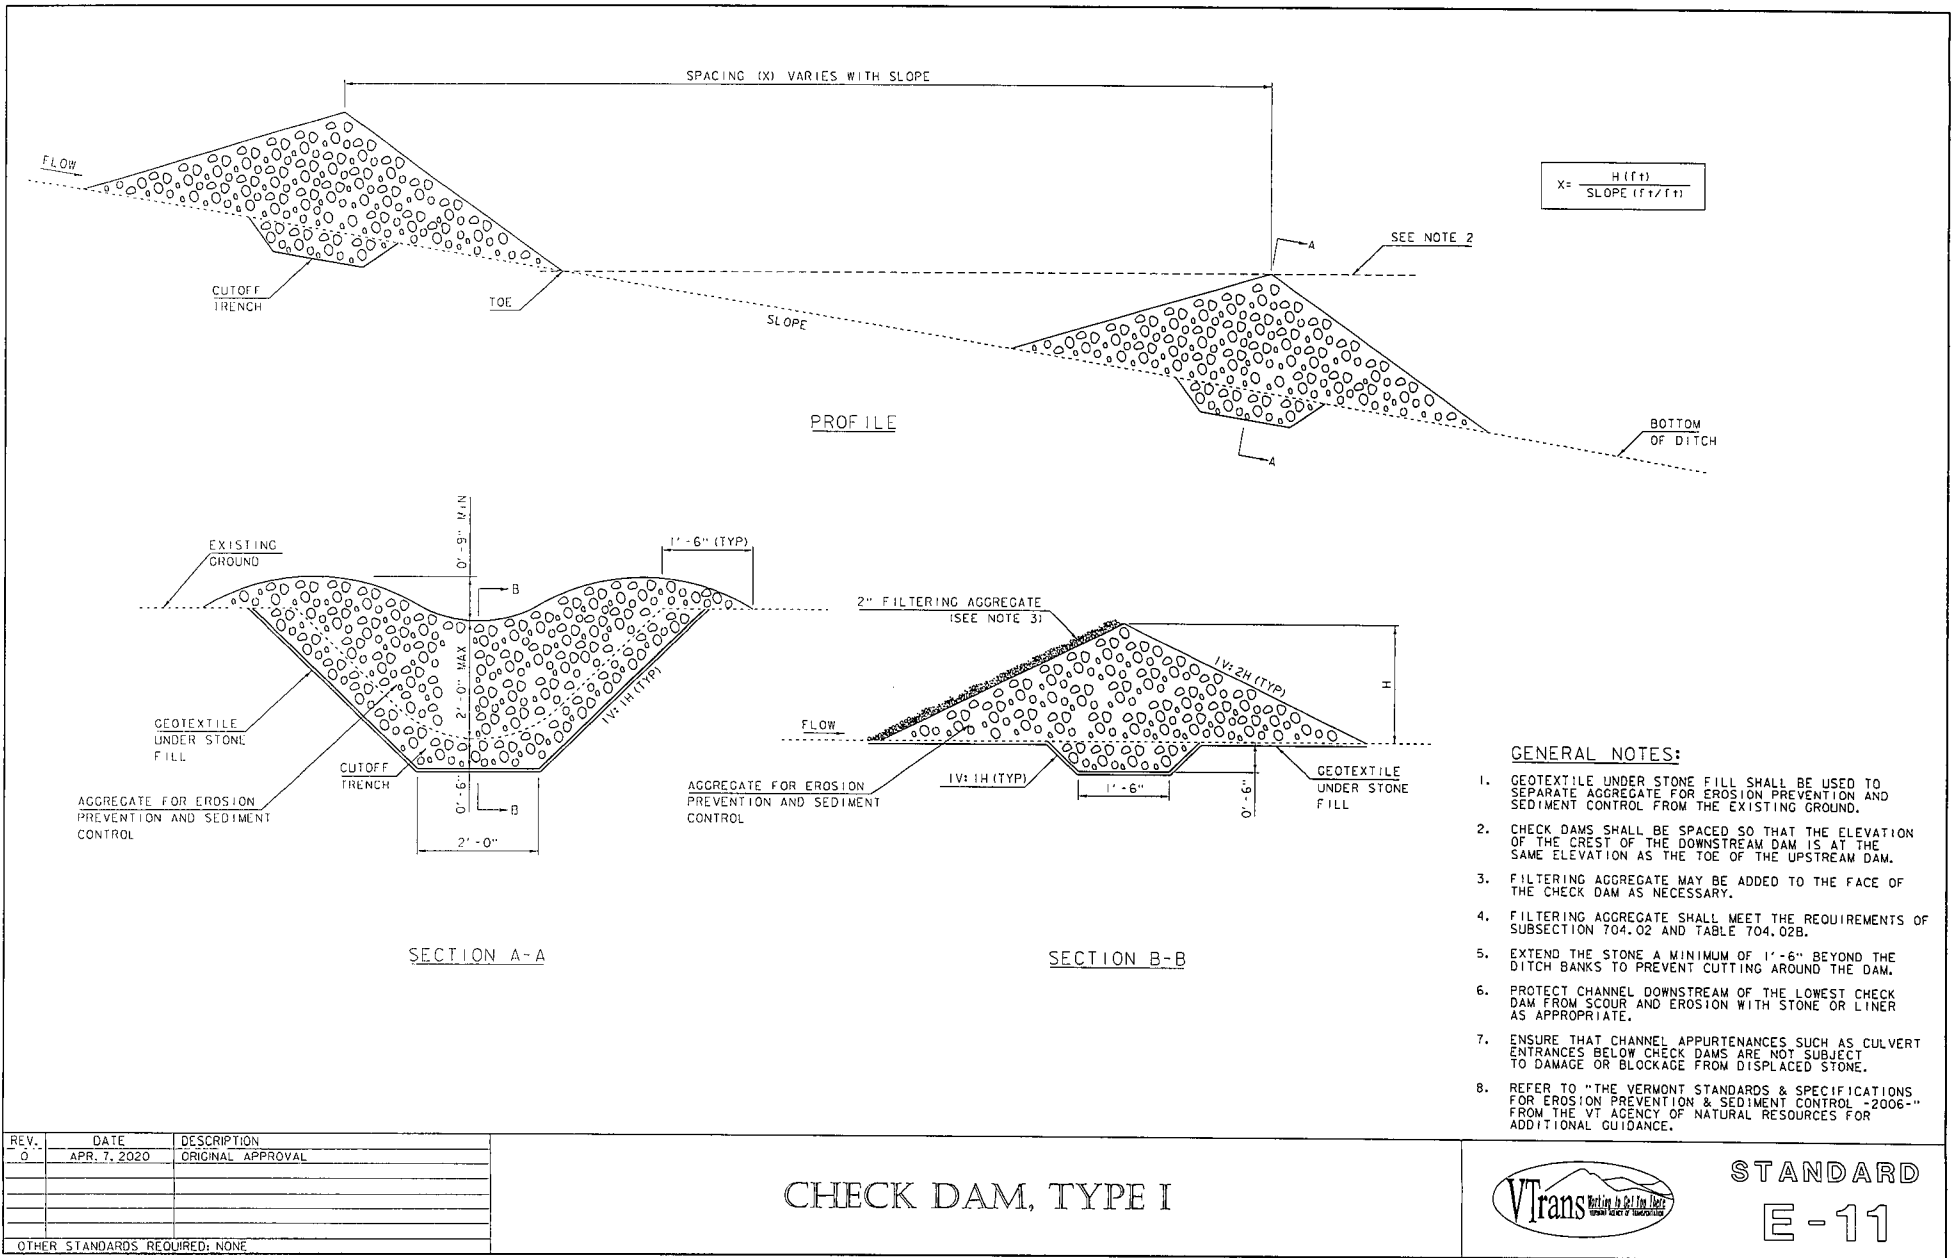 SPACING (X) VARIES WITH SLOPE
FLOW
X= H (ft)
SLOPE (ft/ft)
A
SEE NOTE 2
CUTOFF
TRENCH
TOE
SLOPE
A
BOTTOM
OF DITCH
PROFILE
EXISTING
GROUND
0'-9" MIN
1'-6" (TYP)
B
2'-0" MAX
1V: 1H (TYP)
GEOTEXTILE
UNDER STONE
FILL
CUTOFF
TRENCH
0'-6"
B
AGGREGATE FOR EROSION
PREVENTION AND SEDIMENT
CONTROL
2'-0"
SECTION A-A
2" FILTERING AGGREGATE
(SEE NOTE 3)
1V: 2H (TYP)
H
FLOW
AGGREGATE FOR EROSION
PREVENTION AND SEDIMENT
CONTROL
1V: 1H (TYP)
1'-6"
0'-6"
GEOTEXTILE
UNDER STONE
FILL
SECTION B-B
GENERAL NOTES:
1. GEOTEXTILE UNDER STONE FILL SHALL BE USED TO
SEPARATE AGGREGATE FOR EROSION PREVENTION AND
SEDIMENT CONTROL FROM THE EXISTING GROUND.
2. CHECK DAMS SHALL BE SPACED SO THAT THE ELEVATION
OF THE CREST OF THE DOWNSTREAM DAM IS AT THE
SAME ELEVATION AS THE TOE OF THE UPSTREAM DAM.
3. FILTERING AGGREGATE MAY BE ADDED TO THE FACE OF
THE CHECK DAM AS NECESSARY.
4. FILTERING AGGREGATE SHALL MEET THE REQUIREMENTS OF
SUBSECTION 704.02 AND TABLE 704.02B.
5. EXTEND THE STONE A MINIMUM OF 1'-6" BEYOND THE
DITCH BANKS TO PREVENT CUTTING AROUND THE DAM.
6. PROTECT CHANNEL DOWNSTREAM OF THE LOWEST CHECK
DAM FROM SCOUR AND EROSION WITH STONE OR LINER
AS APPROPRIATE.
7. ENSURE THAT CHANNEL APPURTENANCES SUCH AS CULVERT
ENTRANCES BELOW CHECK DAMS ARE NOT SUBJECT
TO DAMAGE OR BLOCKAGE FROM DISPLACED STONE.
8. REFER TO "THE VERMONT STANDARDS & SPECIFICATIONS
FOR EROSION PREVENTION & SEDIMENT CONTROL -2006-"
FROM THE VT AGENCY OF NATURAL RESOURCES FOR
ADDITIONAL GUIDANCE.
REV. DATE DESCRIPTION
0 APR. 7, 2020 ORIGINAL APPROVAL
OTHER STANDARDS REQUIRED: NONE
CHECK DAM, TYPE I
VTrans Working to Get You There
VERMONT AGENCY OF TRANSPORTATION
STANDARD
E-11